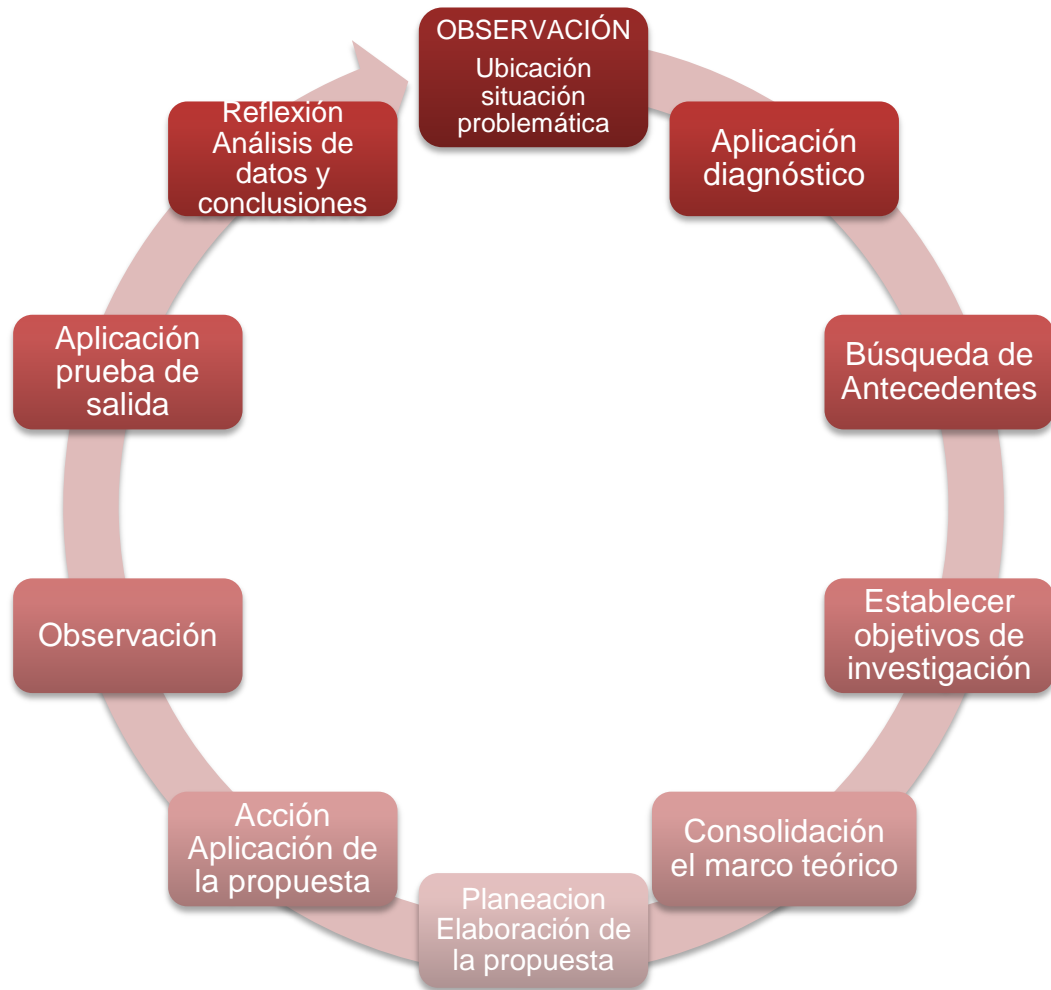 OBSERVACIÓN
Ubicación
situación
problemática
Aplicación
diagnóstico
Búsqueda de
Antecedentes
Establecer
objetivos de
investigación
Consolidación
el marco teórico
Planeacion
Elaboración de
la propuesta
Acción
Aplicación de
la propuesta
Observación
Aplicación
prueba de
salida
Reflexión
Análisis de
datos y
conclusiones